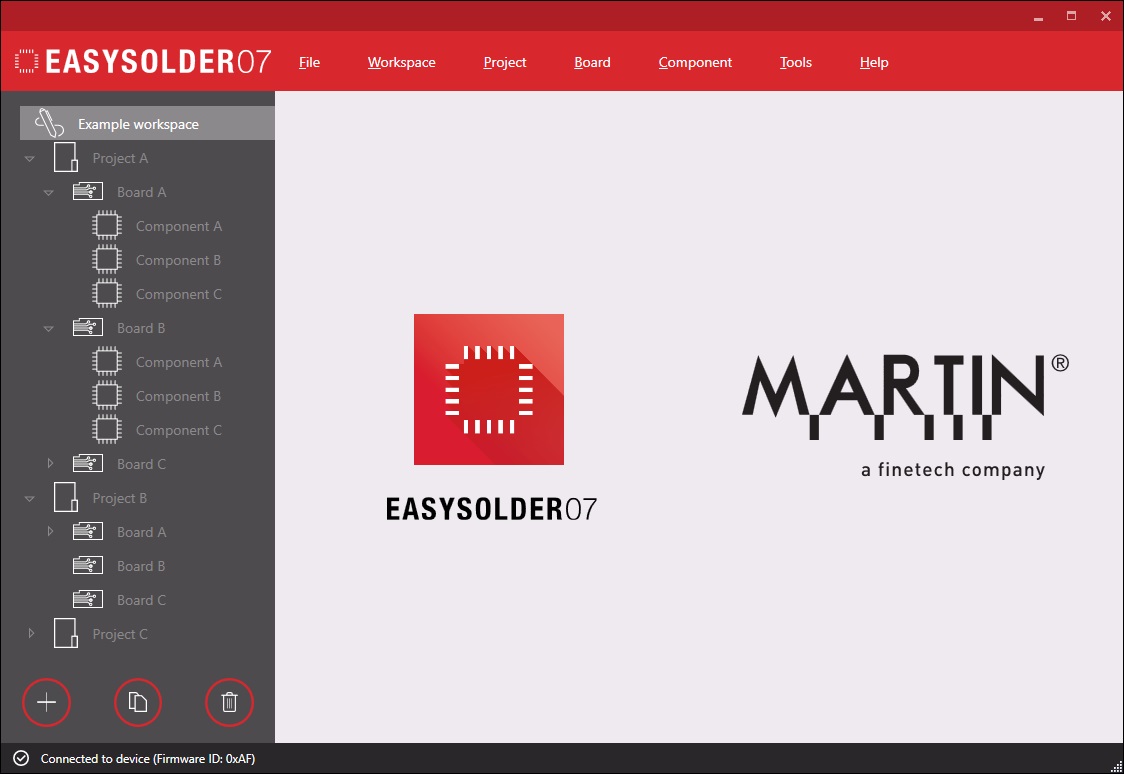 EASYSOLDER07
File Workspace Project Board Component Tools Help
Example workspace
Project A
Board A
Component A
Component B
Component C
Board B
Component A
Component B
Component C
Board C
Project B
Board A
Board B
Board C
Project C
EASYSOLDER07
MARTIN®
a finetech company
Connected to device (Firmware ID: 0xAF)